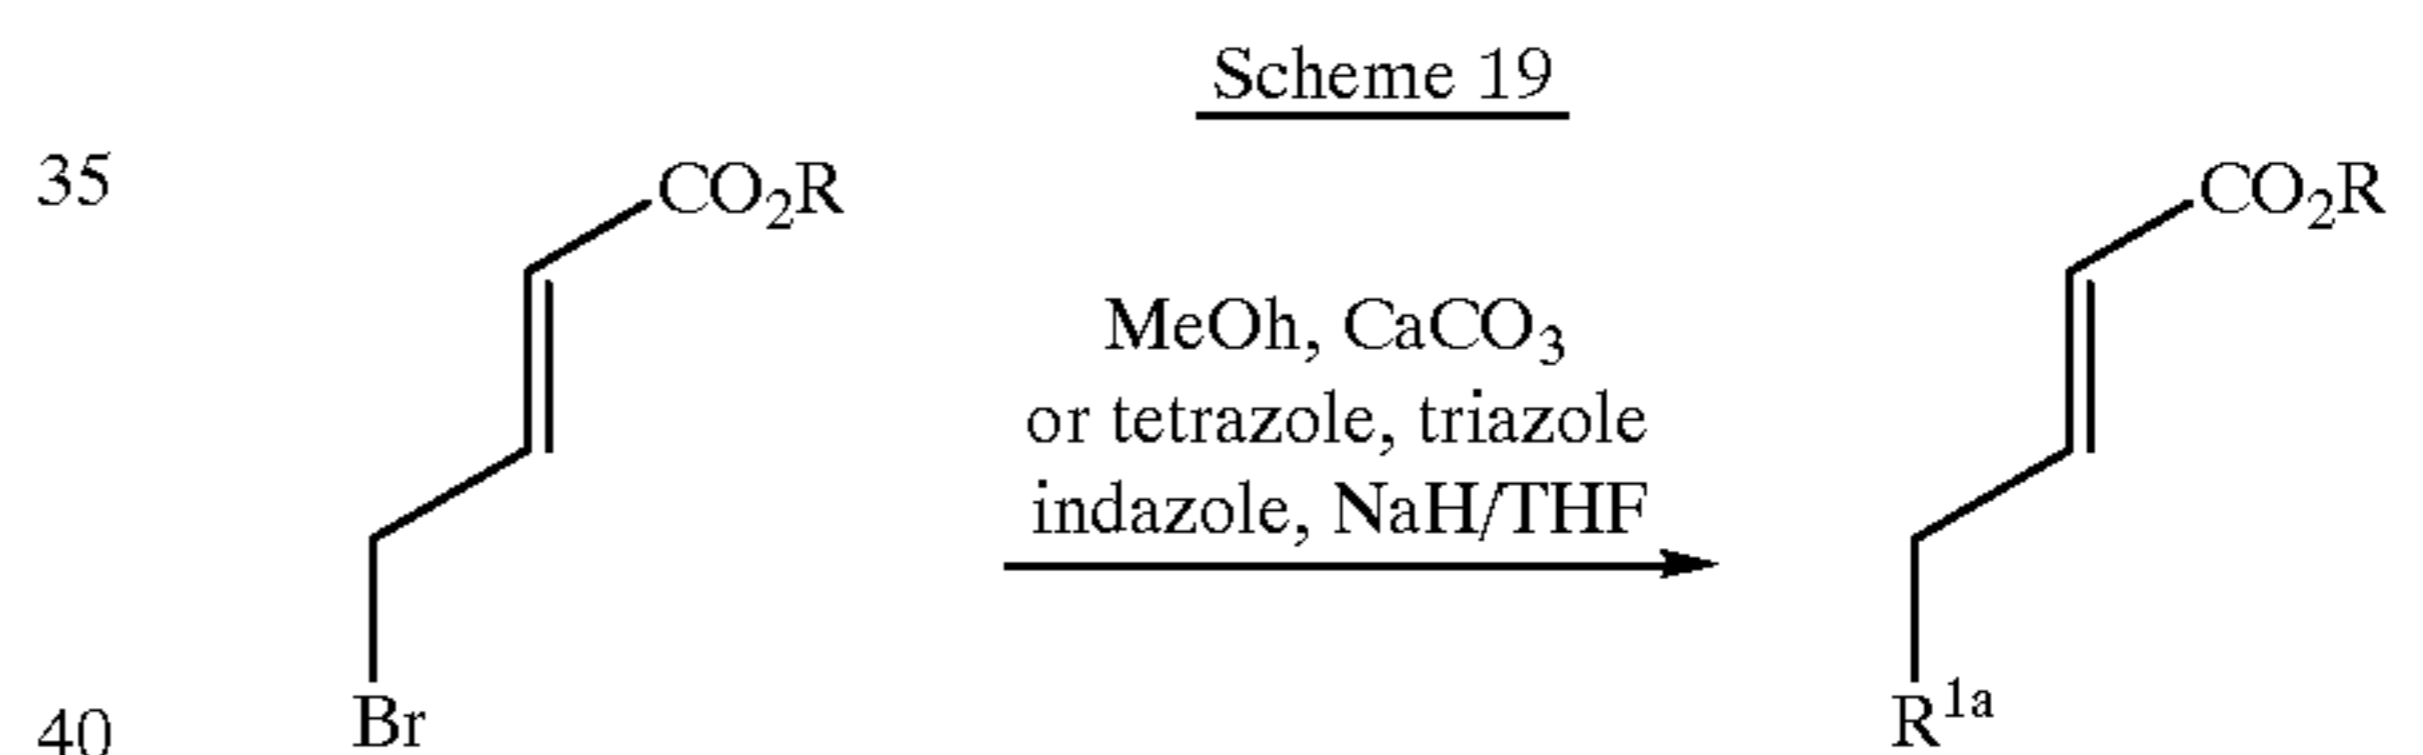 Scheme 19
35
CO₂R
CO₂R
MeOh, CaCO₃
or tetrazole, triazole
indazole, NaH/THF
40
Br
R¹ᵃ